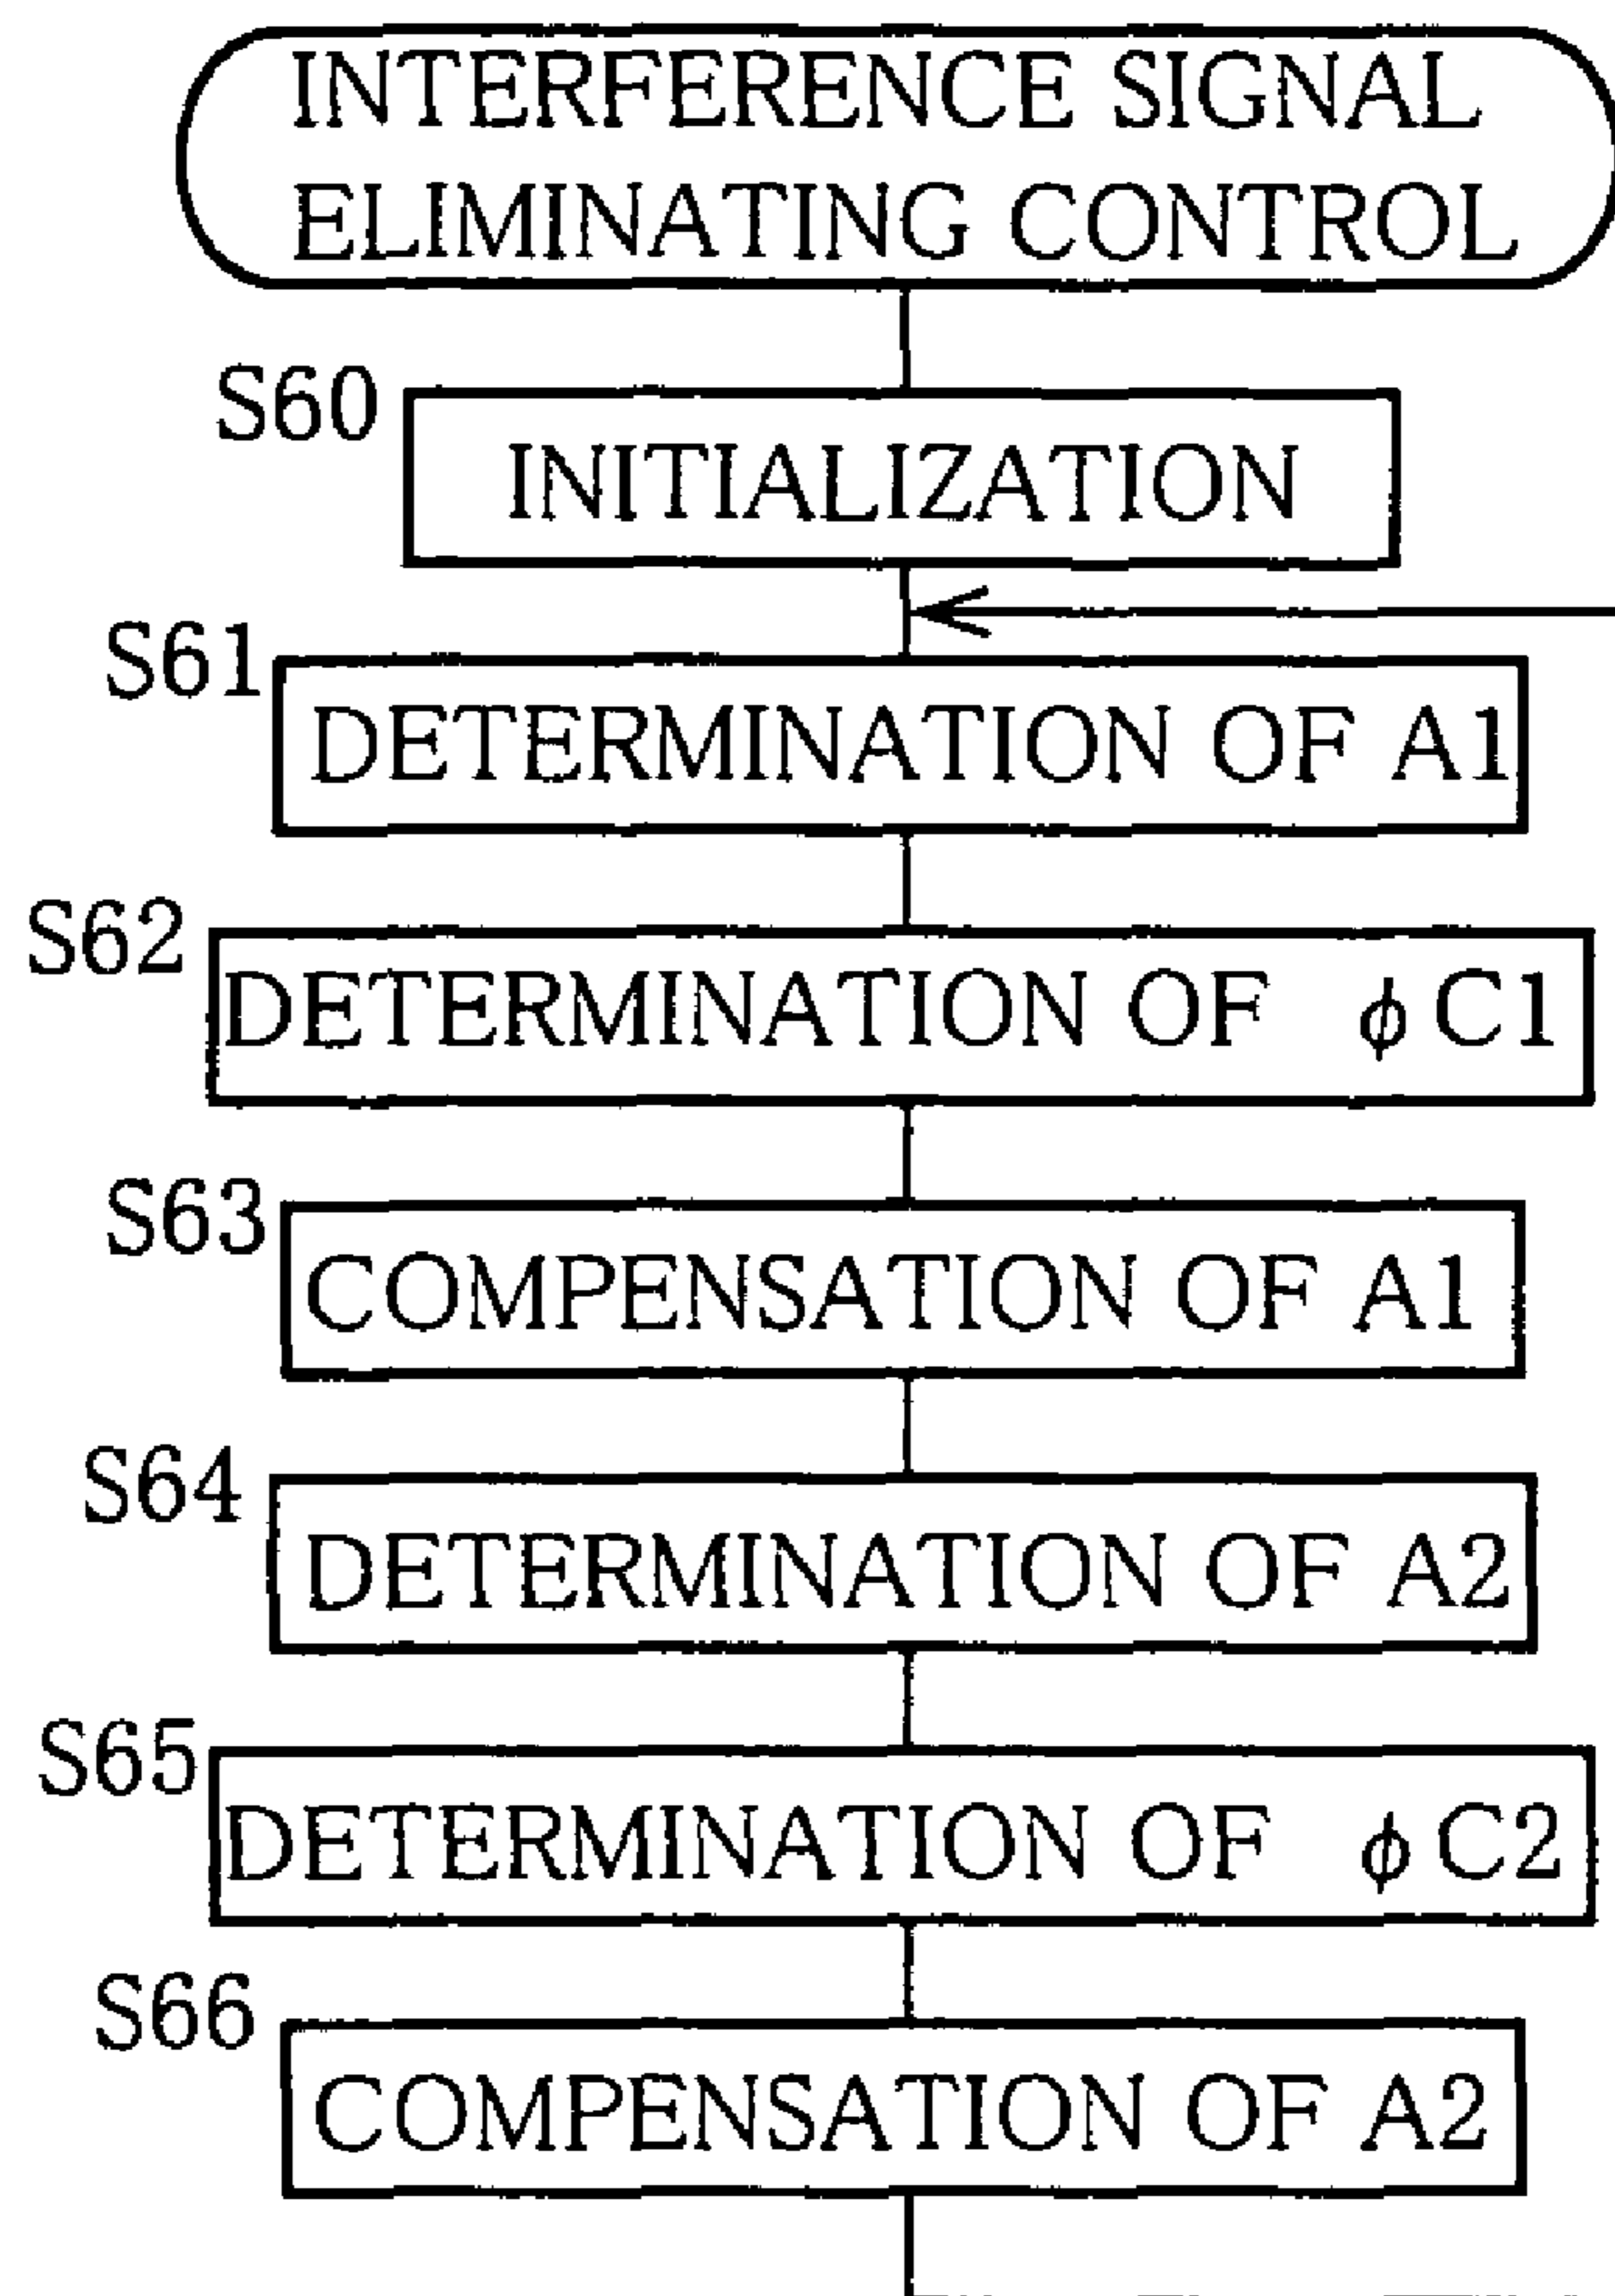 INTERFERENCE SIGNAL
ELIMINATING CONTROL
S60
INITIALIZATION
S61
DETERMINATION OF A1
S62
DETERMINATION OF ϕC1
S63
COMPENSATION OF A1
S64
DETERMINATION OF A2
S65
DETERMINATION OF ϕC2
S66
COMPENSATION OF A2